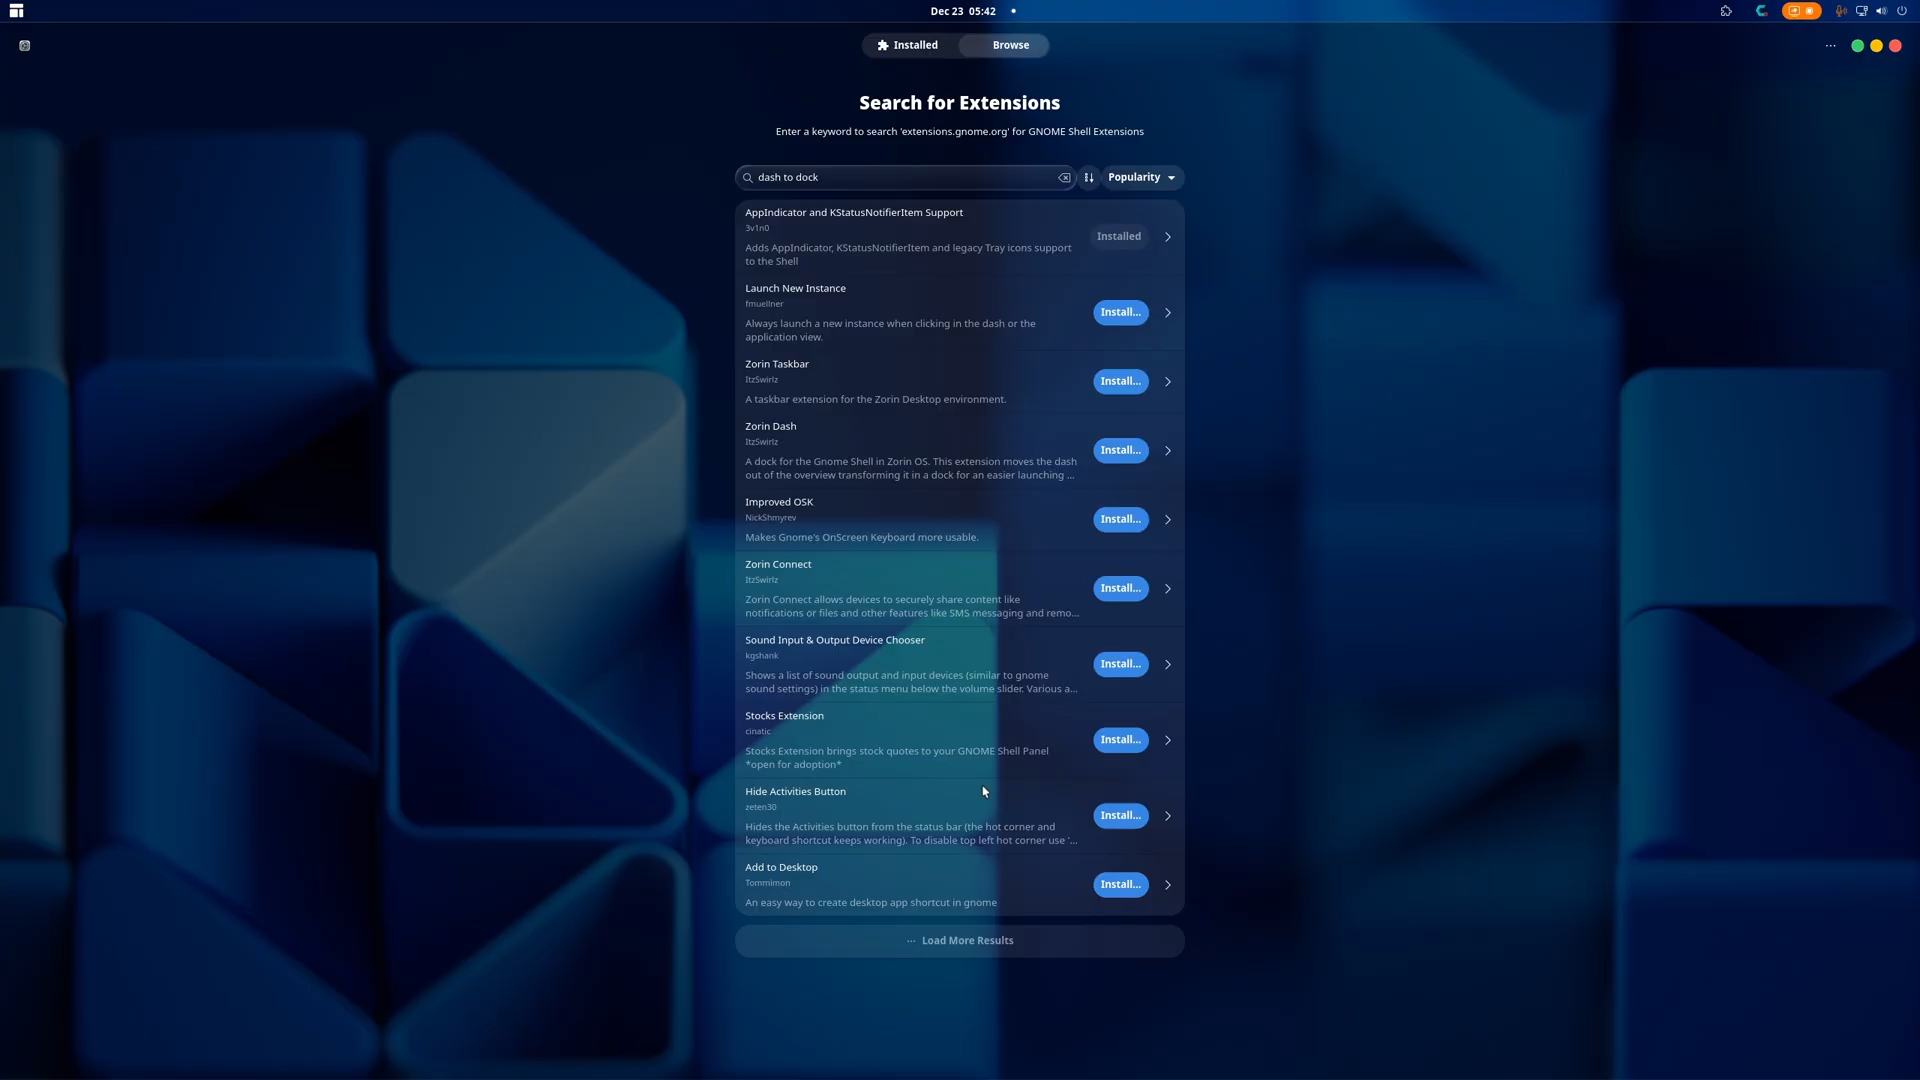 Dec 23 05:42
Installed
Browse
Search for Extensions
Enter a keyword to search 'extensions.gnome.org' for GNOME Shell Extensions
dash to dock
Popularity
AppIndicator and KStatusNotifierItem Support
3v1n0
Adds AppIndicator, KStatusNotifierItem and legacy Tray icons support
to the Shell
Installed
Launch New Instance
fmuellner
Always launch a new instance when clicking in the dash or the
application view.
Install...
Zorin Taskbar
ItzSwirlz
A taskbar extension for the Zorin Desktop environment.
Install...
Zorin Dash
ItzSwirlz
A dock for the Gnome Shell in Zorin OS. This extension moves the dash
out of the overview transforming it in a dock for an easier launching ...
Install...
Improved OSK
NickShmyrev
Makes Gnome's OnScreen Keyboard more usable.
Install...
Zorin Connect
ItzSwirlz
Zorin Connect allows devices to securely share content like
notifications or files and other features like SMS messaging and remo...
Install...
Sound Input & Output Device Chooser
kgshank
Shows a list of sound output and input devices (similar to gnome
sound settings) in the status menu below the volume slider. Various a...
Install...
Stocks Extension
cinatic
Stocks Extension brings stock quotes to your GNOME Shell Panel
*open for adoption*
Install...
Hide Activities Button
zeten30
Hides the Activities button from the status bar (the hot corner and
keyboard shortcut keeps working). To disable top left hot corner use '...
Install...
Add to Desktop
Tommimon
An easy way to create desktop app shortcut in gnome
Install...
... Load More Results